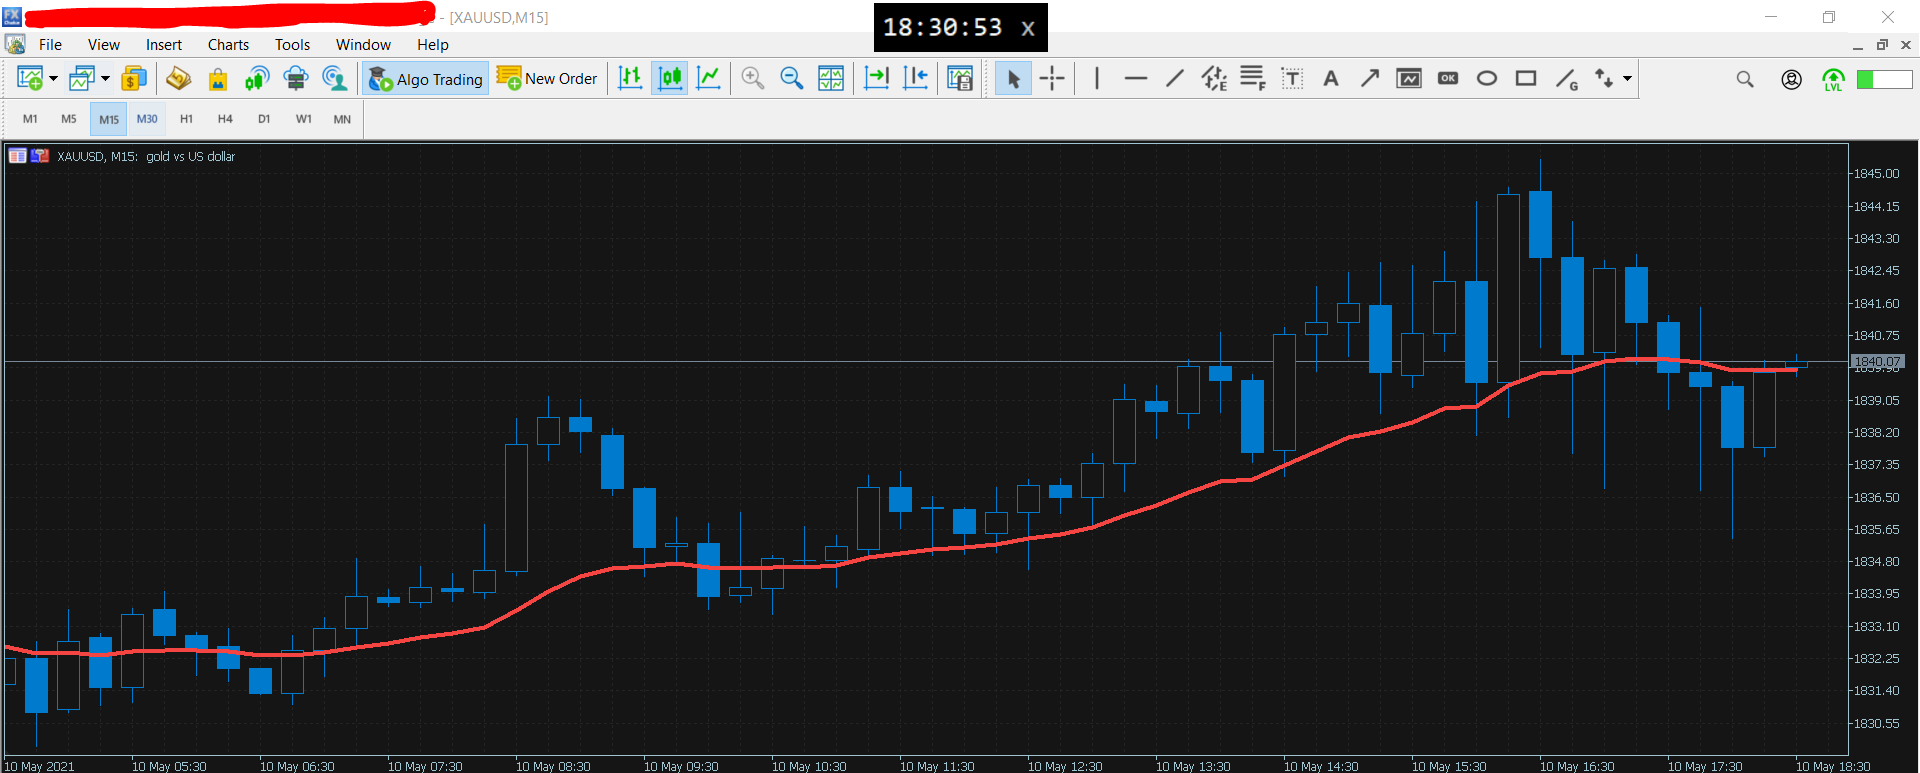 FX
- [XAUUSD,M15]
18:30:53 x
File View Insert Charts Tools Window Help
Algo Trading New Order E F T A OK G LVL
M1 M5 M15 M30 H1 H4 D1 W1 MN
XAUUSD, M15: gold vs US dollar
1845.00
1844.15
1843.30
1842.45
1841.60
1840.75
1840.07
1839.90
1839.05
1838.20
1837.35
1836.50
1835.65
1834.80
1833.95
1833.10
1832.25
1831.40
1830.55
10 May 2021 10 May 05:30 10 May 06:30 10 May 07:30 10 May 08:30 10 May 09:30 10 May 10:30 10 May 11:30 10 May 12:30 10 May 13:30 10 May 14:30 10 May 15:30 10 May 16:30 10 May 17:30 10 May 18:30